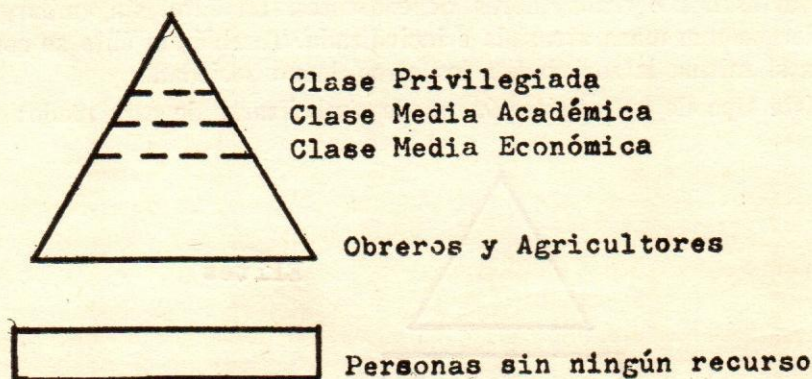 Clase Privilegiada
Clase Media Académica
Clase Media Económica
Obreros y Agricultores
Personas sin ningún recurso